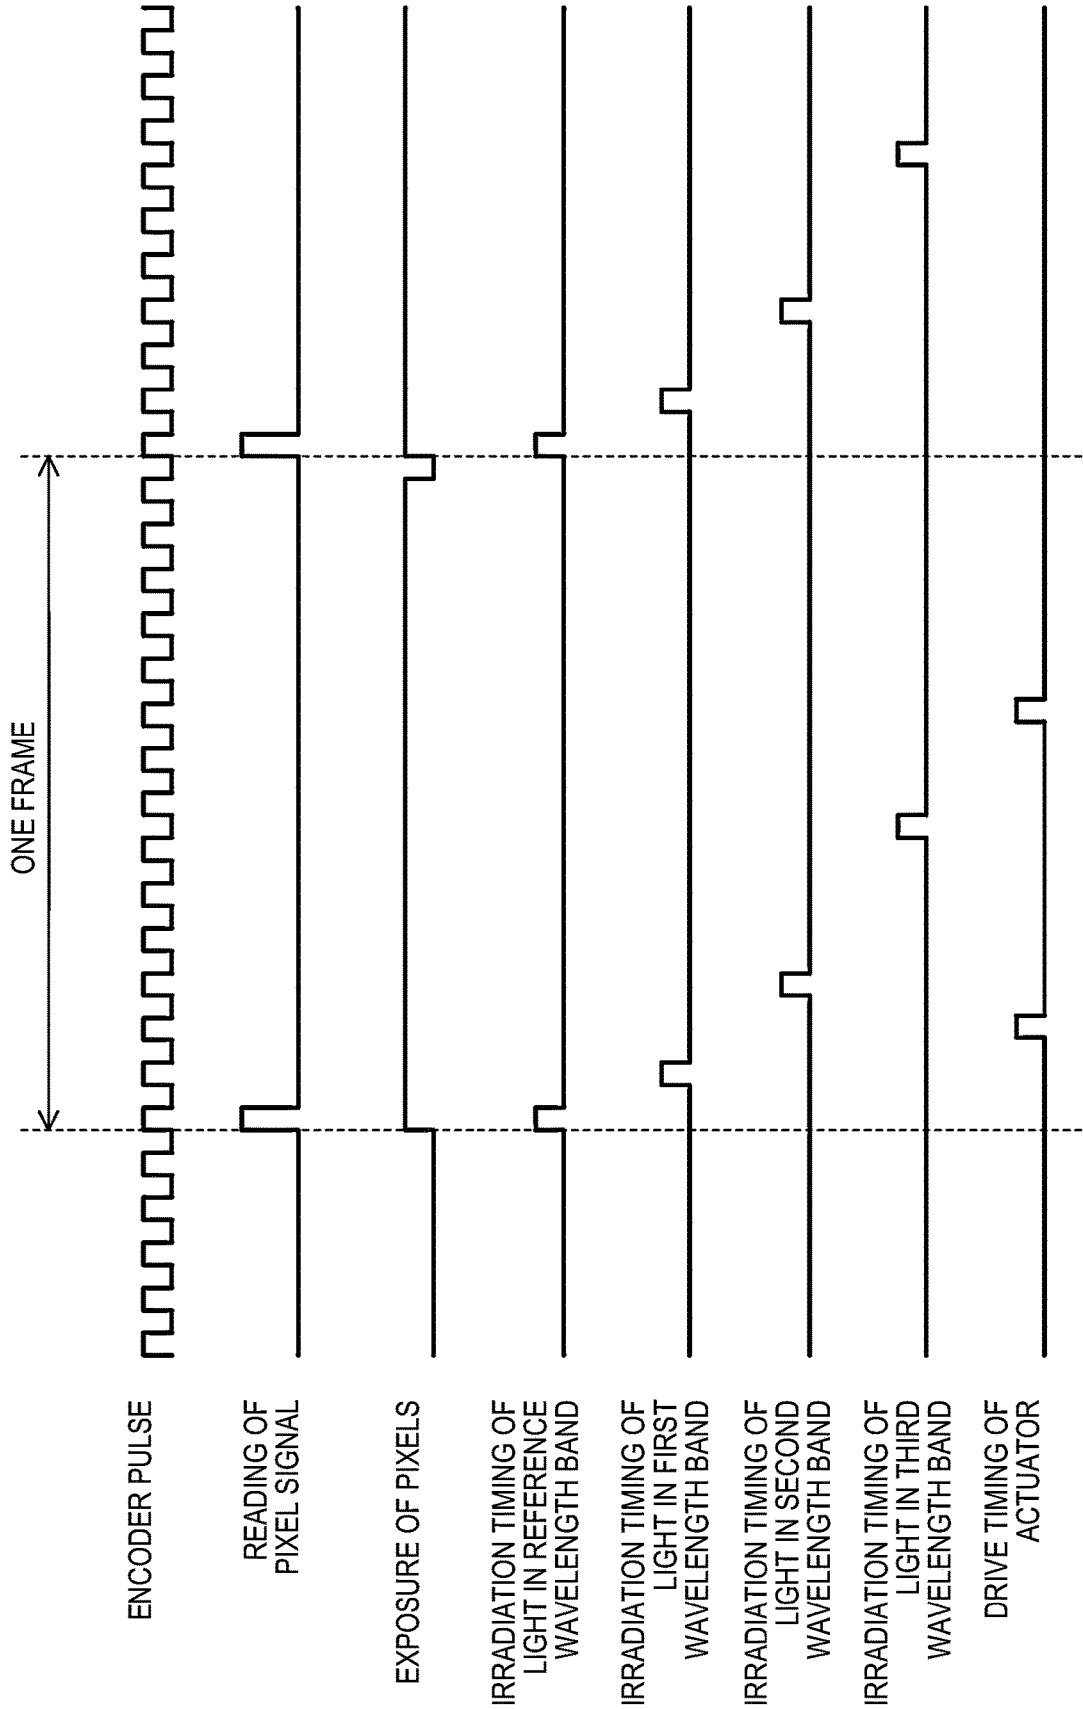 ONE FRAME
ENCODER PULSE
READING OF
PIXEL SIGNAL
EXPOSURE OF PIXELS
IRRADIATION TIMING OF
LIGHT IN REFERENCE
WAVELENGTH BAND
IRRADIATION TIMING OF
LIGHT IN FIRST
WAVELENGTH BAND
IRRADIATION TIMING OF
LIGHT IN SECOND
WAVELENGTH BAND
IRRADIATION TIMING OF
LIGHT IN THIRD
WAVELENGTH BAND
DRIVE TIMING OF
ACTUATOR